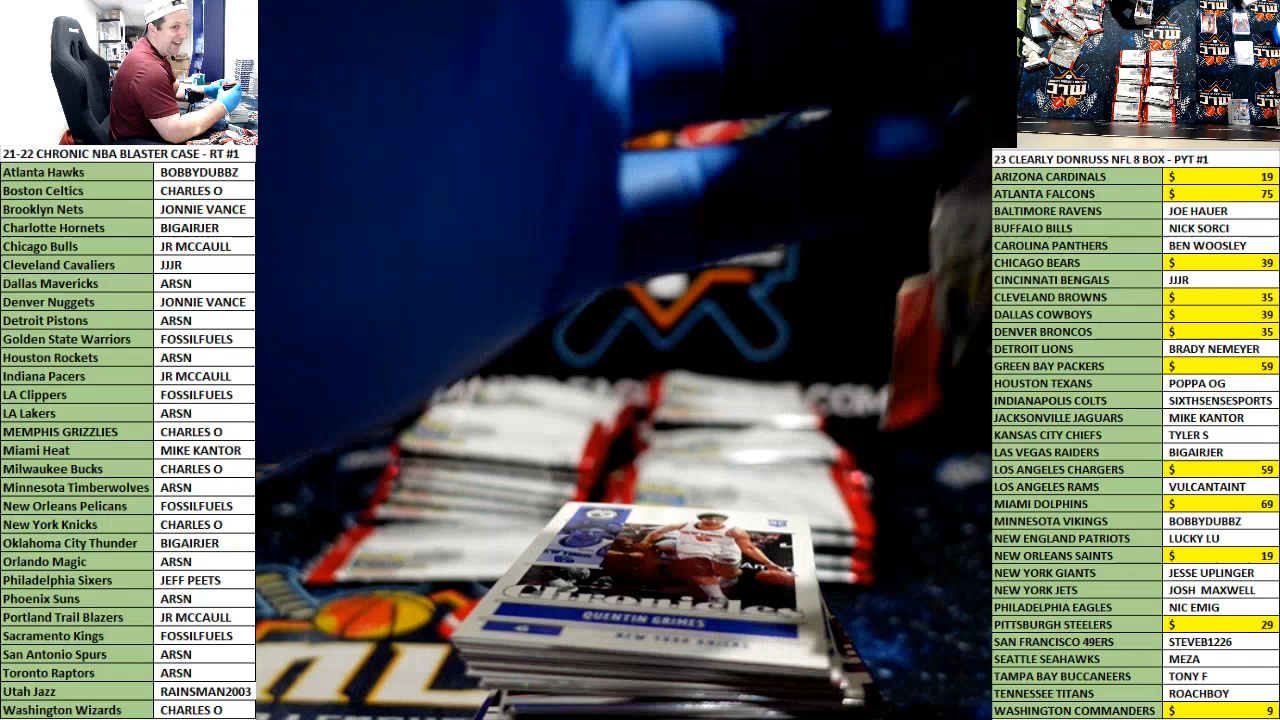 21-22 CHRONIC NBA BLASTER CASE - RT #1
Atlanta Hawks BOBBYDUBBZ
Boston Celtics CHARLES O
Brooklyn Nets JONNIE VANCE
Charlotte Hornets BIGAIRJER
Chicago Bulls JR MCCAULL
Cleveland Cavaliers JJJR
Dallas Mavericks ARSN
Denver Nuggets JONNIE VANCE
Detroit Pistons ARSN
Golden State Warriors FOSSILFUELS
Houston Rockets ARSN
Indiana Pacers JR MCCAULL
LA Clippers FOSSILFUELS
LA Lakers ARSN
MEMPHIS GRIZZLIES CHARLES O
Miami Heat MIKE KANTOR
Milwaukee Bucks CHARLES O
Minnesota Timberwolves ARSN
New Orleans Pelicans FOSSILFUELS
New York Knicks CHARLES O
Oklahoma City Thunder BIGAIRJER
Orlando Magic ARSN
Philadelphia Sixers JEFF PEETS
Phoenix Suns ARSN
Portland Trail Blazers JR MCCAULL
Sacramento Kings FOSSILFUELS
San Antonio Spurs ARSN
Toronto Raptors ARSN
Utah Jazz RAINSMAN2003
Washington Wizards CHARLES O
Chronicles
QUENTIN GRIMES
NEW YORK KNICKS
23 CLEARLY DONRUSS NFL 8 BOX - PYT #1
ARIZONA CARDINALS $ 19
ATLANTA FALCONS $ 75
BALTIMORE RAVENS JOE HAUER
BUFFALO BILLS NICK SORCI
CAROLINA PANTHERS BEN WOOSLEY
CHICAGO BEARS $ 39
CINCINNATI BENGALS JJJR
CLEVELAND BROWNS $ 35
DALLAS COWBOYS $ 39
DENVER BRONCOS $ 35
DETROIT LIONS BRADY NEMEYER
GREEN BAY PACKERS $ 59
HOUSTON TEXANS POPPA OG
INDIANAPOLIS COLTS SIXTHSENSESPORTS
JACKSONVILLE JAGUARS MIKE KANTOR
KANSAS CITY CHIEFS TYLER S
LAS VEGAS RAIDERS BIGAIRJER
LOS ANGELES CHARGERS $ 59
LOS ANGELES RAMS VULCANTAINT
MIAMI DOLPHINS $ 69
MINNESOTA VIKINGS BOBBYDUBBZ
NEW ENGLAND PATRIOTS LUCKY LU
NEW ORLEANS SAINTS $ 19
NEW YORK GIANTS JESSE UPLINGER
NEW YORK JETS JOSH MAXWELL
PHILADELPHIA EAGLES NIC EMIG
PITTSBURGH STEELERS $ 29
SAN FRANCISCO 49ERS STEVEB1226
SEATTLE SEAHAWKS MEZA
TAMPA BAY BUCCANEERS TONY F
TENNESSEE TITANS ROACHBOY
WASHINGTON COMMANDERS $ 9